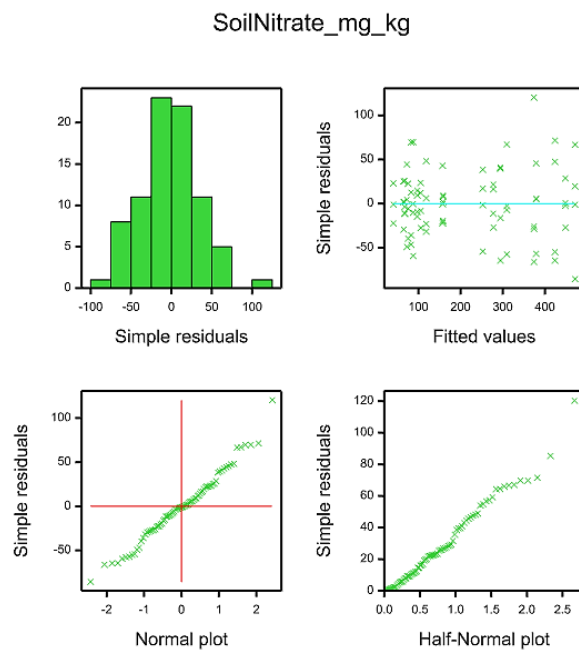 SoilNitrate_mg_kg
20
15
10
5
0
-100 -50 0 50 100
Simple residuals
Simple residuals
100
50
0
-50
100 200 300 400
Fitted values
Simple residuals
100
50
0
-50
-2 -1 0 1 2
Normal plot
Simple residuals
120
100
80
60
40
20
0
0.0 0.5 1.0 1.5 2.0 2.5
Half-Normal plot